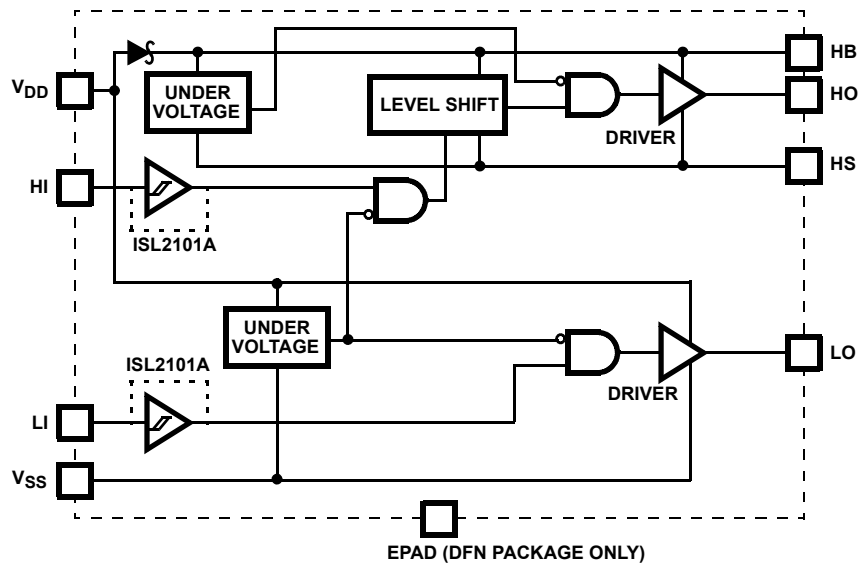 HB
VDD
UNDER
VOLTAGE
LEVEL SHIFT
HO
DRIVER
HS
HI
ISL2101A
UNDER
VOLTAGE
LO
ISL2101A
DRIVER
LI
VSS
EPAD (DFN PACKAGE ONLY)